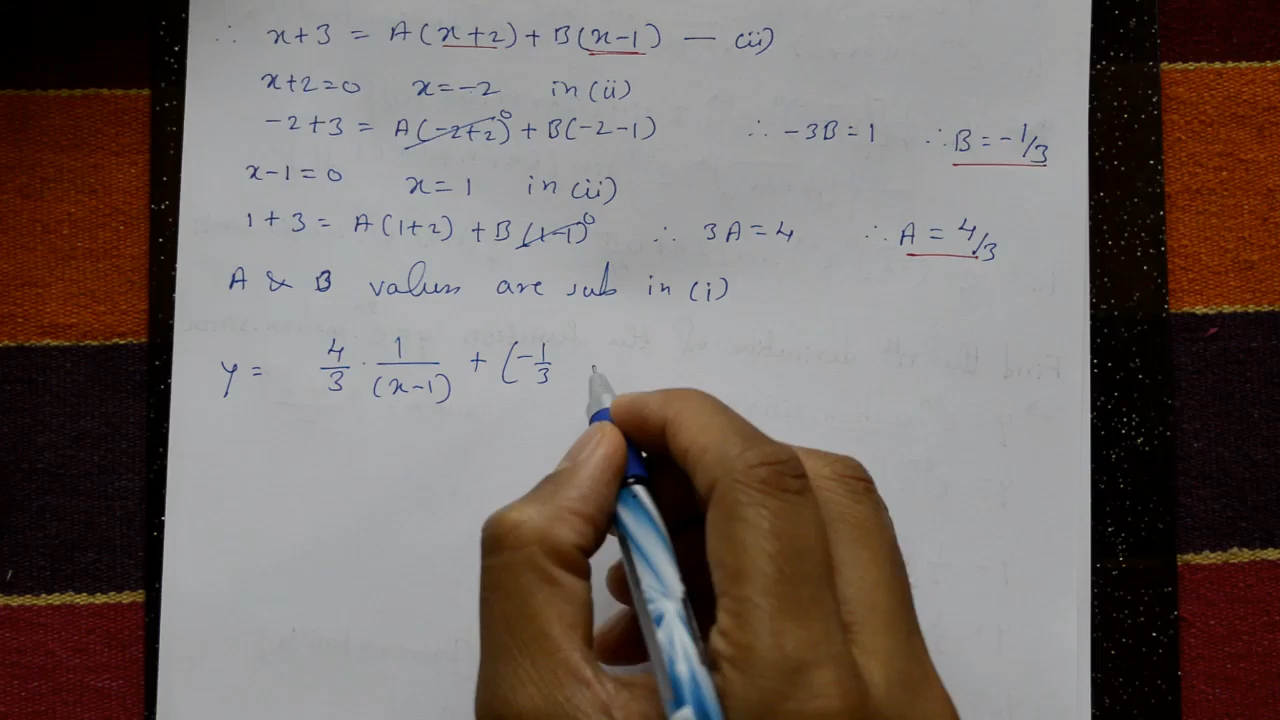 ∴ x+3 = A(x+2) + B(x-1) — (ii)
x+2=0 x=-2 in (ii)
-2+3 = A(-2+2)⁰ + B(-2-1) ∴ -3B=1 ∴ B=-1/3
x-1=0 x=1 in (ii)
1+3 = A(1+2) + B(1-1)⁰ ∴ 3A=4 ∴ A=4/3
A & B values are sub in (i)
y = 4/3 · 1/(x-1) + (-1/3